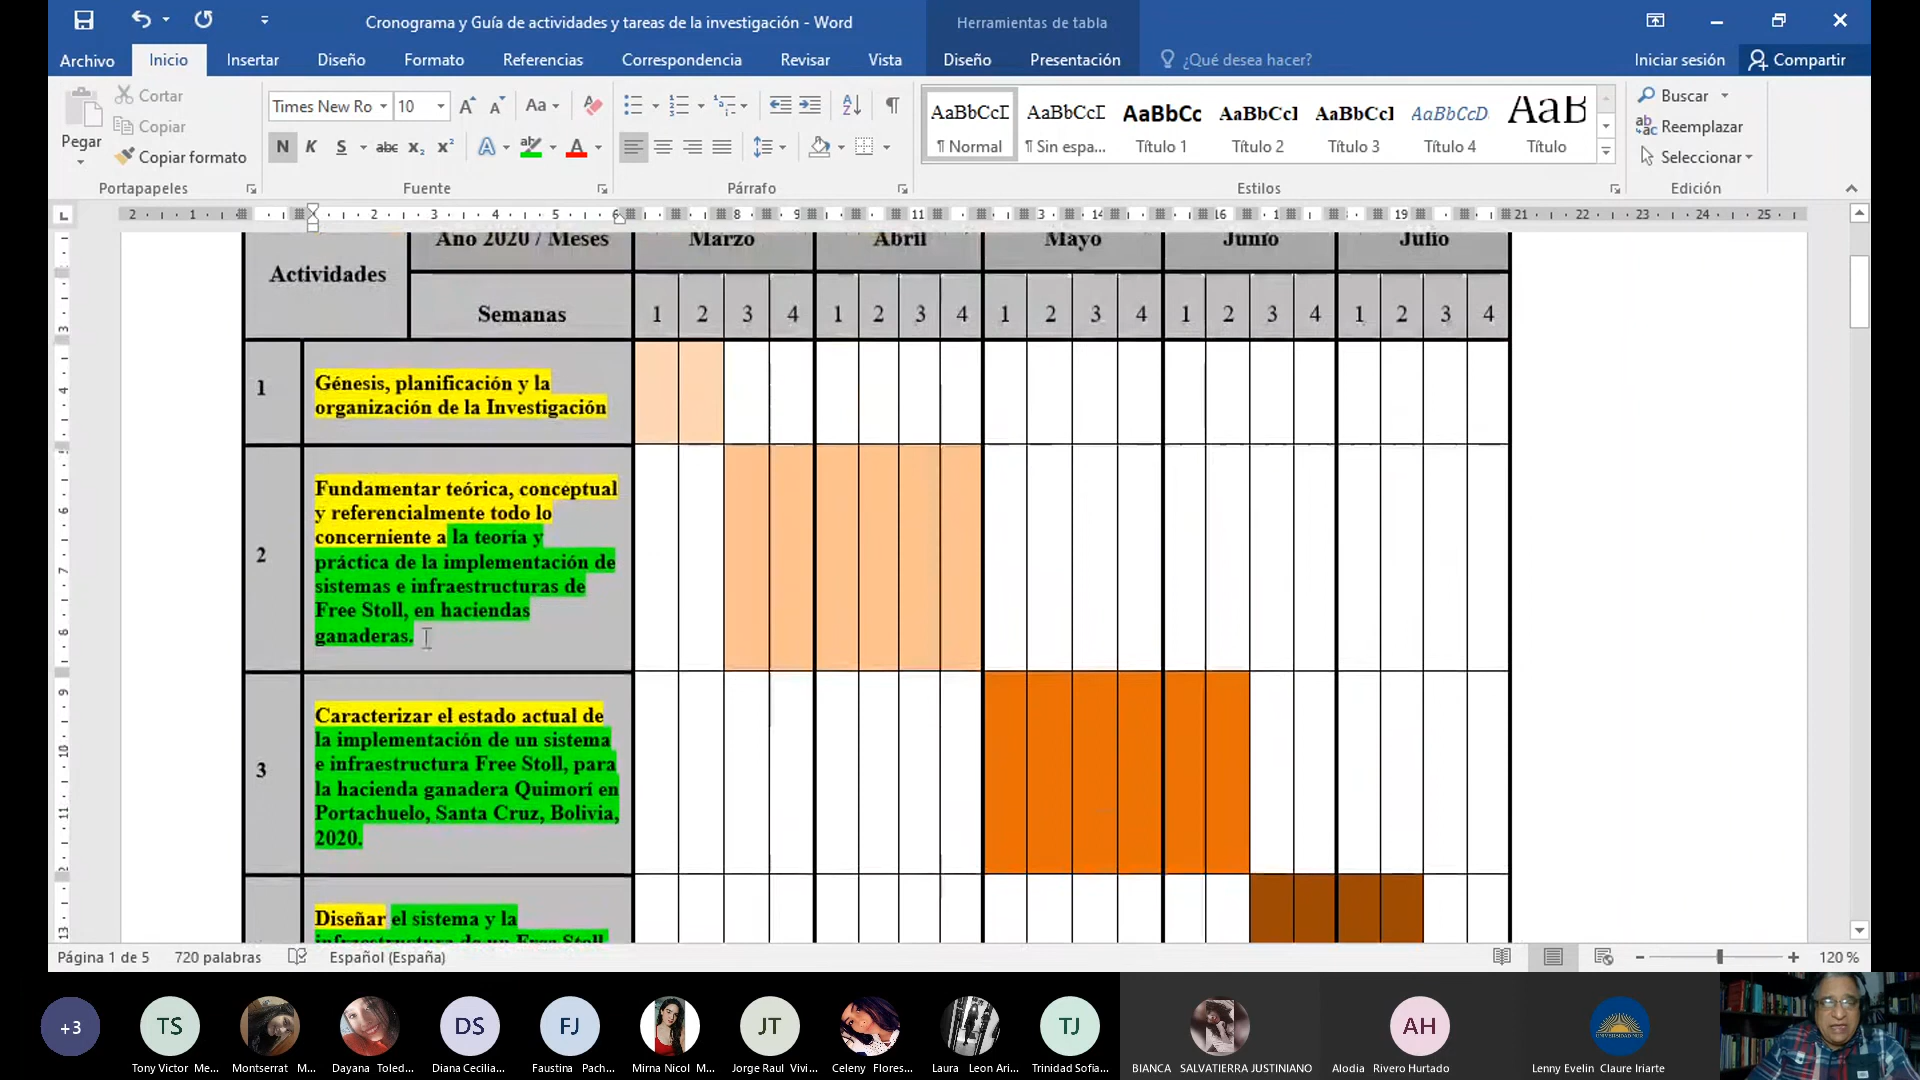 Cronograma y Guía de actividades y tareas de la investigación - Word
Herramientas de tabla
Archivo Inicio Insertar Diseño Formato Referencias Correspondencia Revisar Vista Diseño Presentación ¿Qué desea hacer? Iniciar sesión Compartir
Pegar
Cortar
Copiar
Copiar formato
Portapapeles
Times New Ro 10
Fuente
Párrafo
AaBbCcI AaBbCcI AaBbCc AaBbCcI AaBbCcI AaBbCcD AaB
¶ Normal ¶ Sin espa... Título 1 Título 2 Título 3 Título 4 Título
Estilos
Buscar
Reemplazar
Seleccionar
Edición
Actividades
Año 2020 / Meses Marzo Abril Mayo Junio Julio
Semanas 1 2 3 4 1 2 3 4 1 2 3 4 1 2 3 4 1 2 3 4
1
Génesis, planificación y la
organización de la Investigación
2
Fundamentar teórica, conceptual
y referencialmente todo lo
concerniente a la teoría y
práctica de la implementación de
sistemas e infraestructuras de
Free Stoll, en haciendas
ganaderas.
3
Caracterizar el estado actual de
la implementación de un sistema
e infraestructura Free Stoll, para
la hacienda ganadera Quimorí en
Portachuelo, Santa Cruz, Bolivia,
2020.
Diseñar el sistema y la
infraestructura de un Free Stoll
Página 1 de 5 720 palabras Español (España) 120 %
+3 TS DS FJ JT TJ AH
Tony Victor Me... Montserrat M... Dayana Toled... Diana Cecilia... Faustina Pach... Mirna Nicol M... Jorge Raul Vivi... Celeny Flores... Laura Leon Ari... Trinidad Sofia... BIANCA SALVATIERRA JUSTINIANO Alodia Rivero Hurtado Lenny Evelin Claure Iriarte